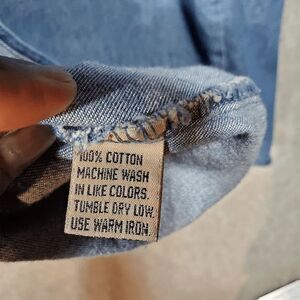 100% COTTON
MACHINE WASH
IN LIKE COLORS.
TUMBLE DRY LOW.
USE WARM IRON.